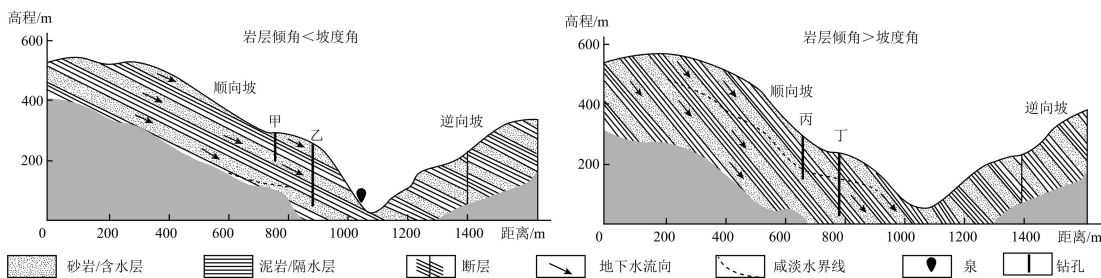 高程/m
600
400
200
岩层倾角<坡度角
顺向坡
甲
乙
逆向坡
0 200 400 600 800 1000 1200 1400 距离/m
高程/m
600
400
200
0
岩层倾角>坡度角
顺向坡
丙
丁
逆向坡
0 200 400 600 800 1000 1200 1400 距离/m
砂岩/含水层 泥岩/隔水层 断层 地下水流向 咸淡水界线 泉 钻孔